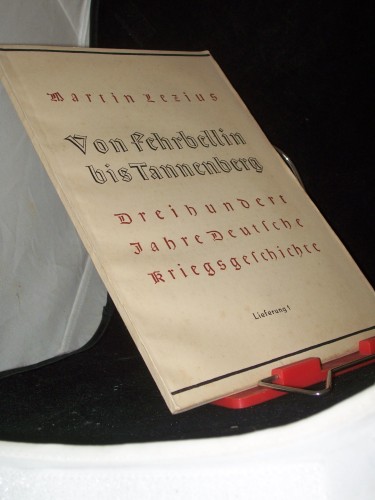 Martin Lezius
Von Fehrbellin
bis Tannenberg
Dreihundert
Jahre Deutsche
Kriegsgeschichte
Lieferung 1